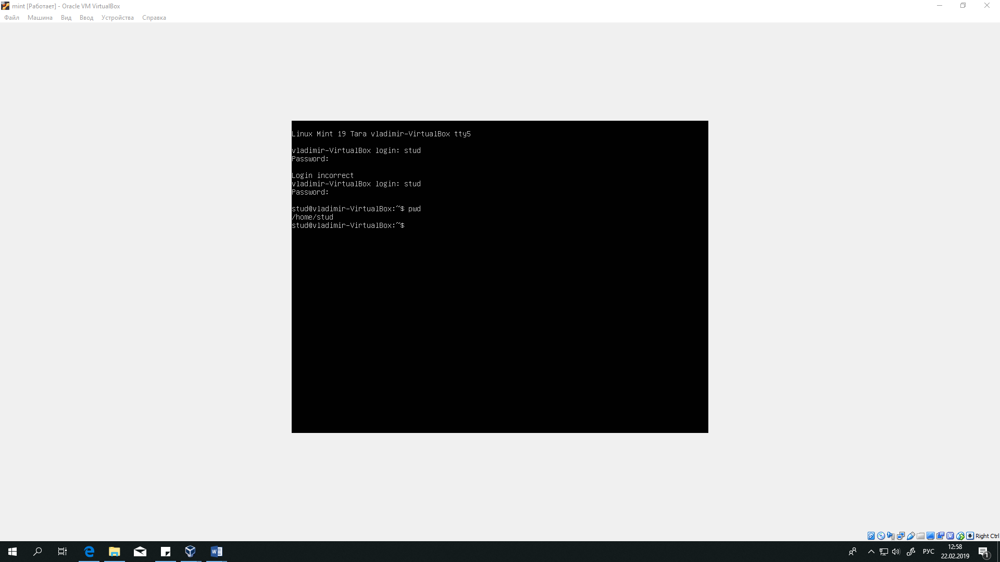 mint [Работает] - Oracle VM VirtualBox
Файл Машина Вид Ввод Устройства Справка
Linux Mint 19 Tara vladimir-VirtualBox tty5
vladimir-VirtualBox login: stud
Password:
Login incorrect
vladimir-VirtualBox login: stud
Password:
stud@vladimir-VirtualBox:~$ pwd
/home/stud
stud@vladimir-VirtualBox:~$
Right Ctrl
РУС
12:58
22.02.2019
1